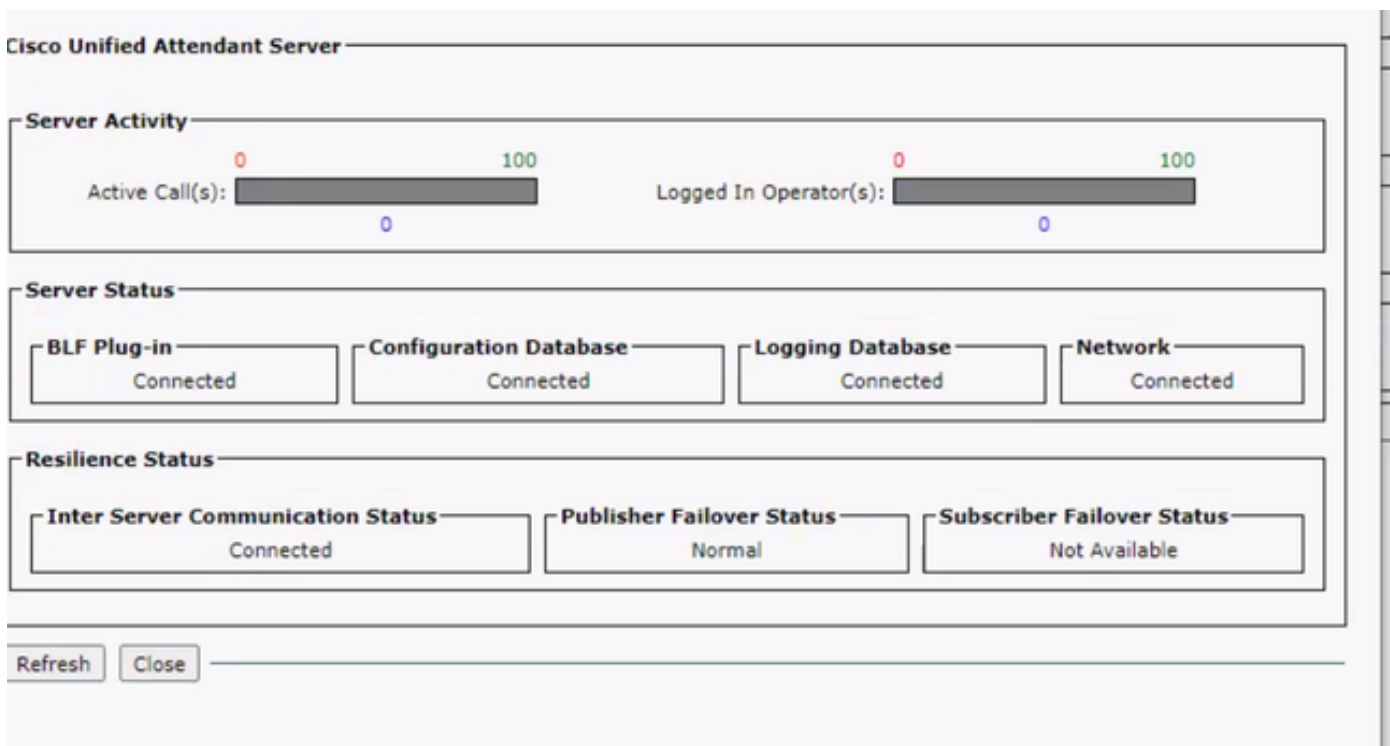 Cisco Unified Attendant Server
Server Activity
0 100 0 100
Active Call(s): Logged In Operator(s):
0 0
Server Status
BLF Plug-in Configuration Database Logging Database Network
Connected Connected Connected Connected
Resilience Status
Inter Server Communication Status Publisher Failover Status Subscriber Failover Status
Connected Normal Not Available
Refresh Close